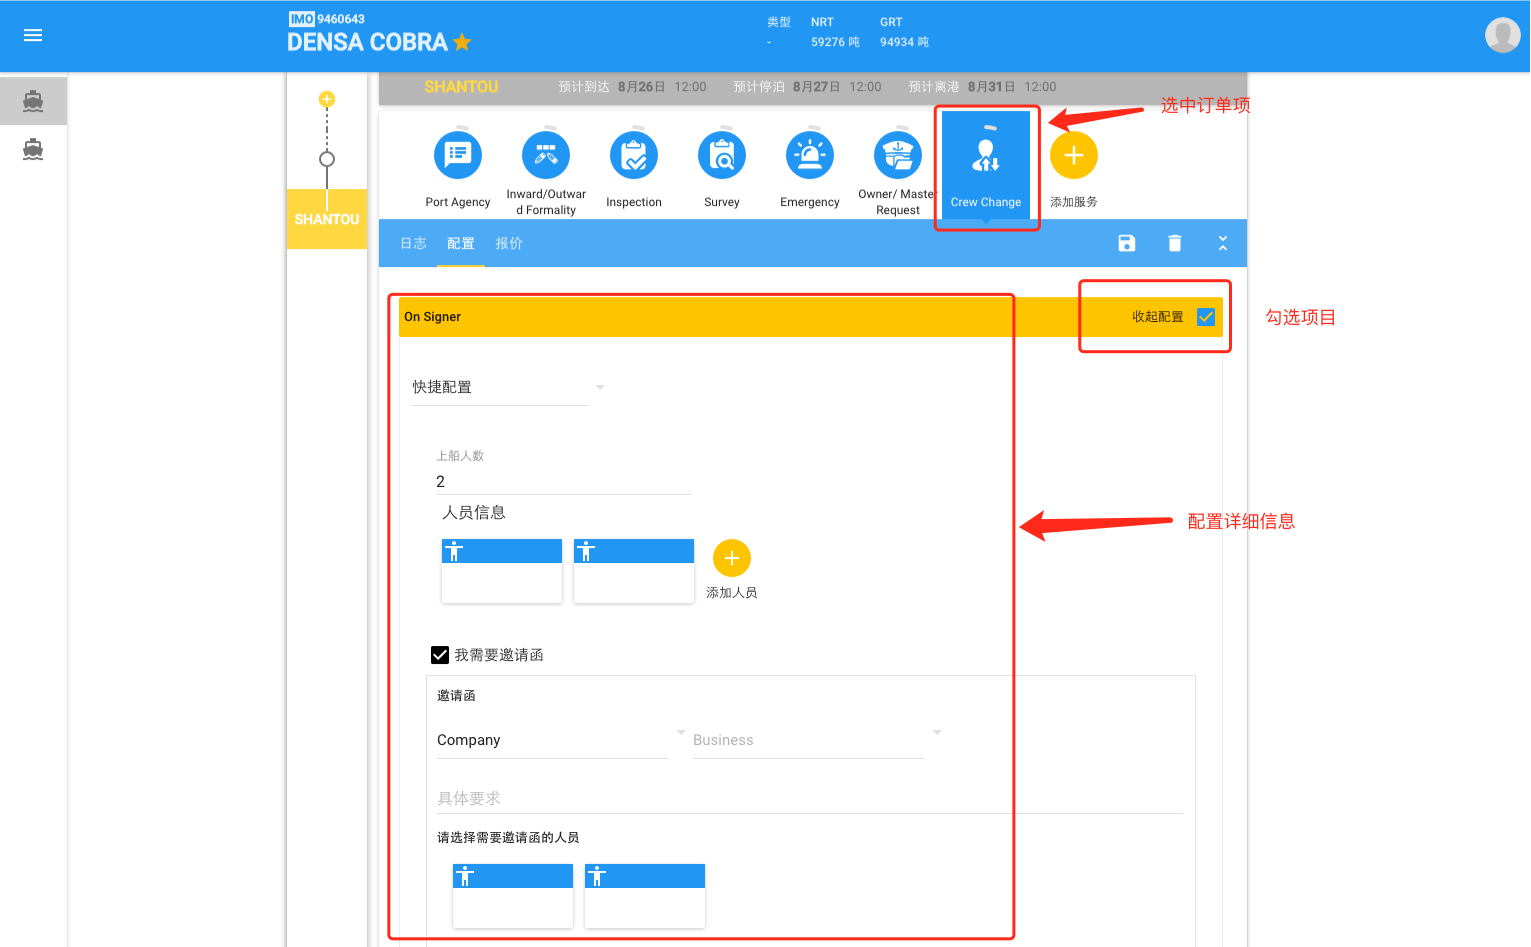 IMO 9460643
DENSA COBRA
类型 NRT GRT
- 59276 吨 94934 吨
SHANTOU 预计到达 8月26日 12:00 预计停泊 8月27日 12:00 预计离港 8月31日 12:00
选中订单项
Port Agency
Inward/Outwar
d Formality
Inspection
Survey
Emergency
Owner/ Master
Request
Crew Change
添加服务
SHANTOU
日志 配置 报价
On Signer
收起配置
勾选项目
快捷配置
上船人数
2
人员信息
配置详细信息
添加人员
我需要邀请函
邀请函
Company Business
具体要求
请选择需要邀请函的人员